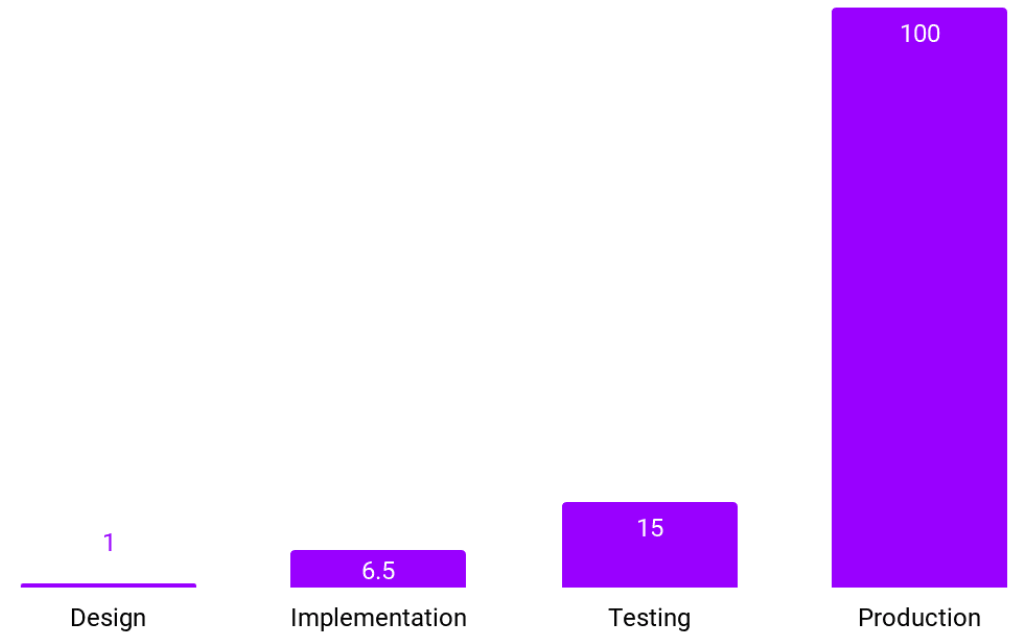 100
15
1
6.5
Design
Implementation
Testing
Production